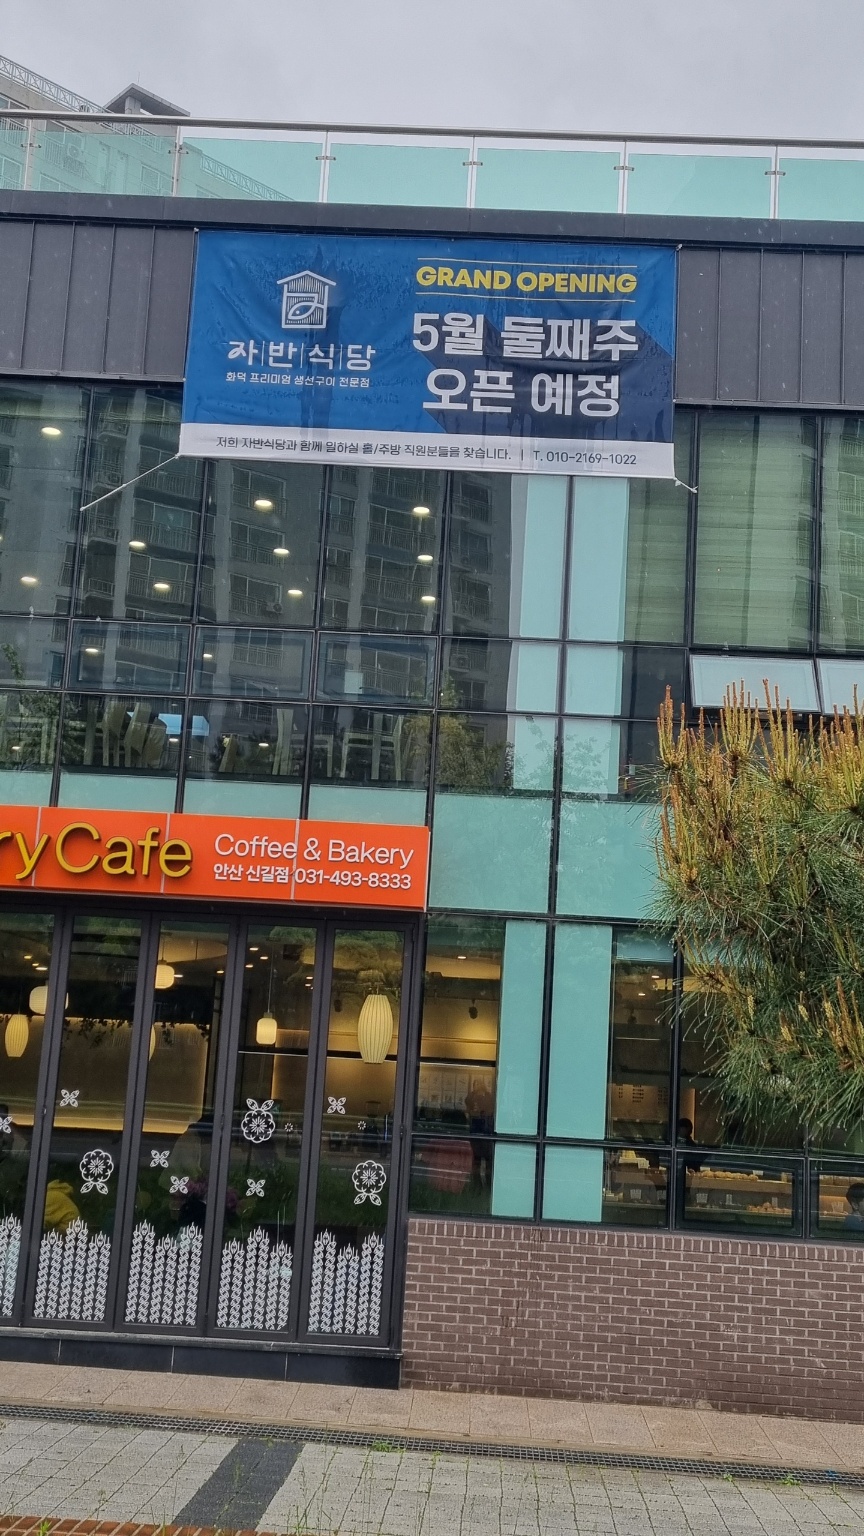 GRAND OPENING
5월 둘째주
오픈 예정
자반식당
화덕 프리미엄 생선구이 전문점
저희 자반식당과 함께 일하실 홀/주방 직원분들을 찾습니다. | T. 010-2169-1022
ry Cafe
Coffee & Bakery
안산 신길점 031-493-8333